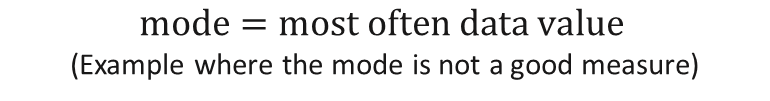 mode = most often data value
(Example where the mode is not a good measure)